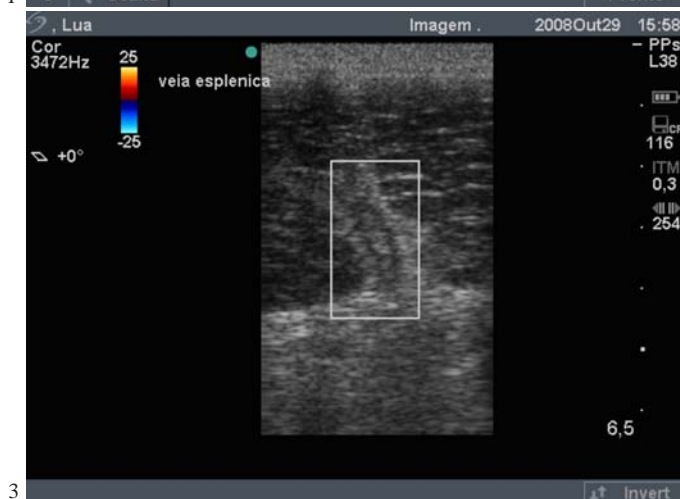 , Lua Imagem . 2008Out29 15:58
Cor
3472Hz
25
-25
veia esplenica
+0°
PPs
L38
116
ITM
0,3
254
6,5
3
Invert